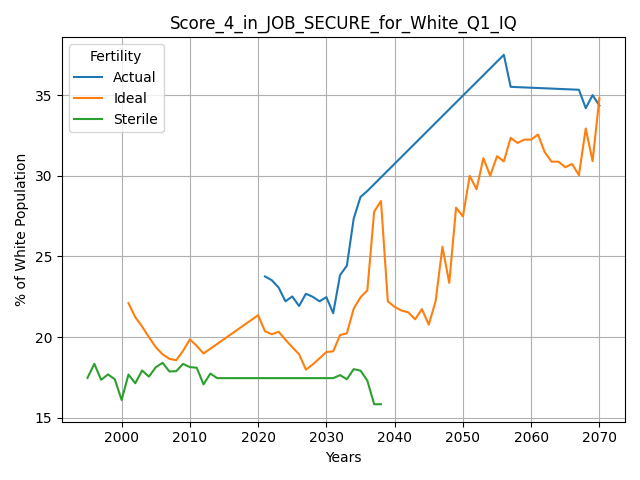 Score_4_in_JOB_SECURE_for_White_Q1_IQ
Fertility
Actual
Ideal
Sterile
% of White Population
35
30
25
20
15
2000 2010 2020 2030 2040 2050 2060 2070
Years